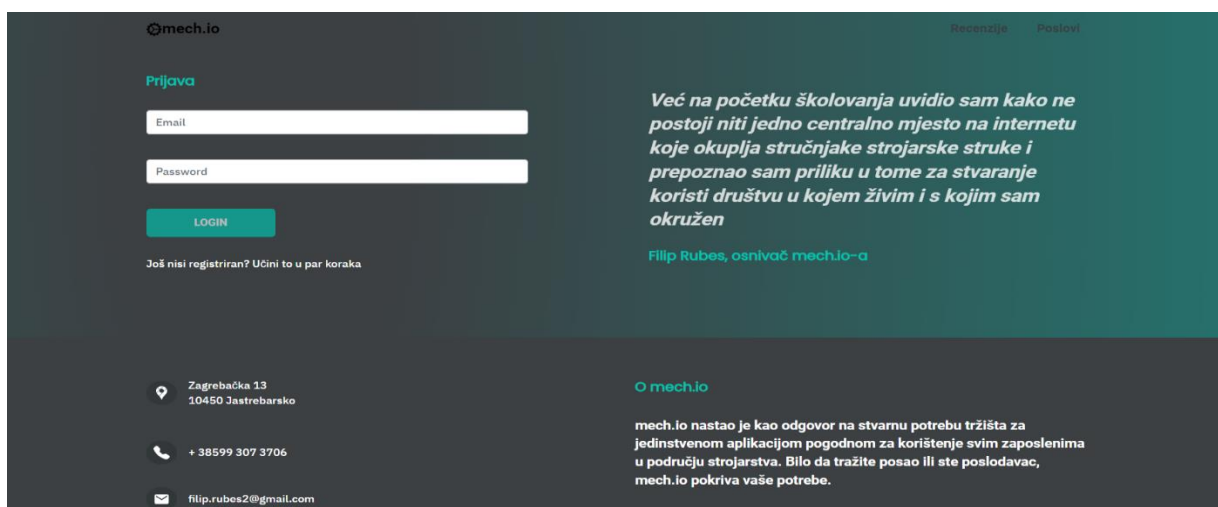 mech.io
Recenzije
Poslovi
Prijava
Email
Password
LOGIN
Još nisi registriran? Učini to u par koraka
Već na početku školovanja uvidio sam kako ne
postoji niti jedno centralno mjesto na internetu
koje okuplja stručnjake strojarske struke i
prepoznao sam priliku u tome za stvaranje
koristi društvu u kojem živim i s kojim sam
okružen
Filip Rubes, osnivač mech.io-a
Zagrebačka 13
10450 Jastrebarsko
+ 38599 307 3706
filip.rubes2@gmail.com
O mech.io
mech.io nastao je kao odgovor na stvarnu potrebu tržišta za
jedinstvenom aplikacijom pogodnom za korištenje svim zaposlenima
u području strojarstva. Bilo da tražite posao ili ste poslodavac,
mech.io pokriva vaše potrebe.